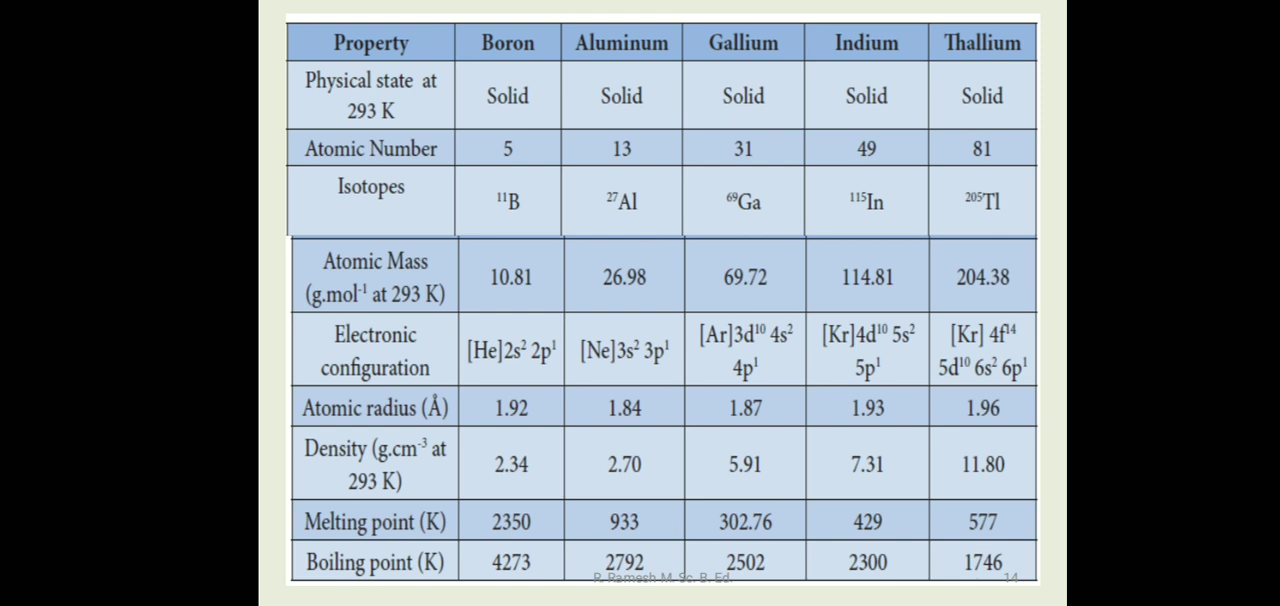 Property Boron Aluminum Gallium Indium Thallium
Physical state at
293 K Solid Solid Solid Solid Solid
Atomic Number 5 13 31 49 81
Isotopes ¹¹B ²⁷Al ⁶⁹Ga ¹¹⁵In ²⁰⁵Tl
Atomic Mass
(g.mol⁻¹ at 293 K) 10.81 26.98 69.72 114.81 204.38
Electronic
configuration [He]2s² 2p¹ [Ne]3s² 3p¹ [Ar]3d¹⁰ 4s²
4p¹ [Kr]4d¹⁰ 5s²
5p¹ [Kr] 4f¹⁴
5d¹⁰ 6s² 6p¹
Atomic radius (Å) 1.92 1.84 1.87 1.93 1.96
Density (g.cm⁻³ at
293 K) 2.34 2.70 5.91 7.31 11.80
Melting point (K) 2350 933 302.76 429 577
Boiling point (K) 4273 2792 2502 2300 1746
R. Ramesh M. Sc. B. Ed. 14